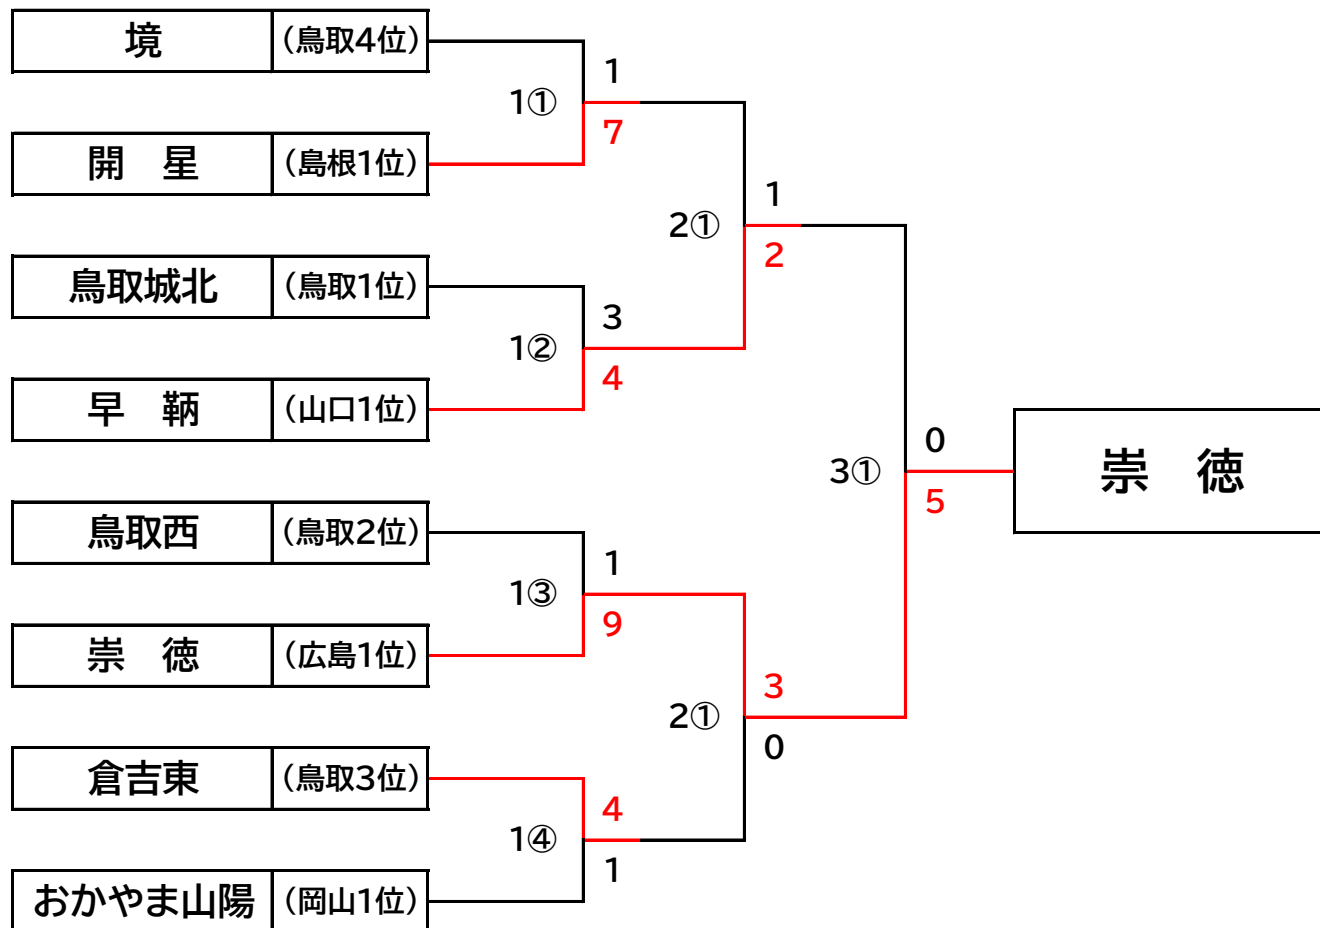 境 (鳥取4位)
1
1①
7
開　星 (島根1位)
1
2①
2
鳥取城北 (鳥取1位)
3
1②
4
早　鞆 (山口1位)
0
3①
5
崇　徳
鳥取西 (鳥取2位)
1
1③
9
崇　徳 (広島1位)
3
2①
0
倉吉東 (鳥取3位)
4
1④
1
おかやま山陽 (岡山1位)